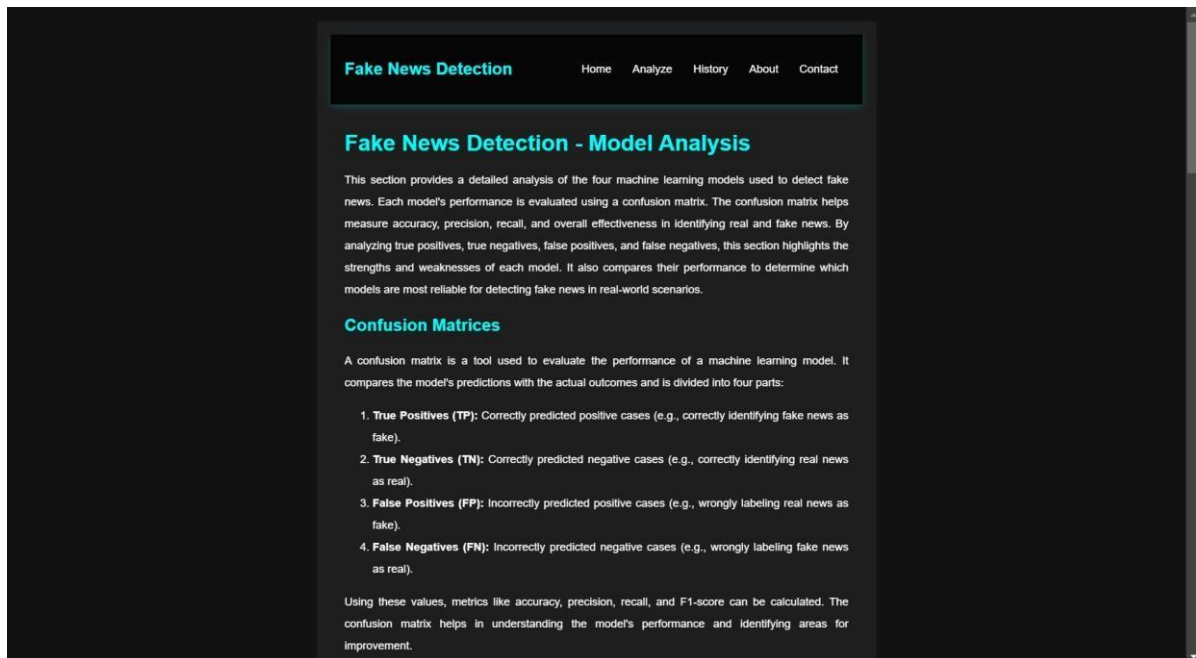 Fake News Detection
Home Analyze History About Contact
Fake News Detection - Model Analysis
This section provides a detailed analysis of the four machine learning models used to detect fake
news. Each model's performance is evaluated using a confusion matrix. The confusion matrix helps
measure accuracy, precision, recall, and overall effectiveness in identifying real and fake news. By
analyzing true positives, true negatives, false positives, and false negatives, this section highlights the
strengths and weaknesses of each model. It also compares their performance to determine which
models are most reliable for detecting fake news in real-world scenarios.
Confusion Matrices
A confusion matrix is a tool used to evaluate the performance of a machine learning model. It
compares the model's predictions with the actual outcomes and is divided into four parts:
1. True Positives (TP): Correctly predicted positive cases (e.g., correctly identifying fake news as
fake).
2. True Negatives (TN): Correctly predicted negative cases (e.g., correctly identifying real news
as real).
3. False Positives (FP): Incorrectly predicted positive cases (e.g., wrongly labeling real news as
fake).
4. False Negatives (FN): Incorrectly predicted negative cases (e.g., wrongly labeling fake news
as real).
Using these values, metrics like accuracy, precision, recall, and F1-score can be calculated. The
confusion matrix helps in understanding the model's performance and identifying areas for
improvement.